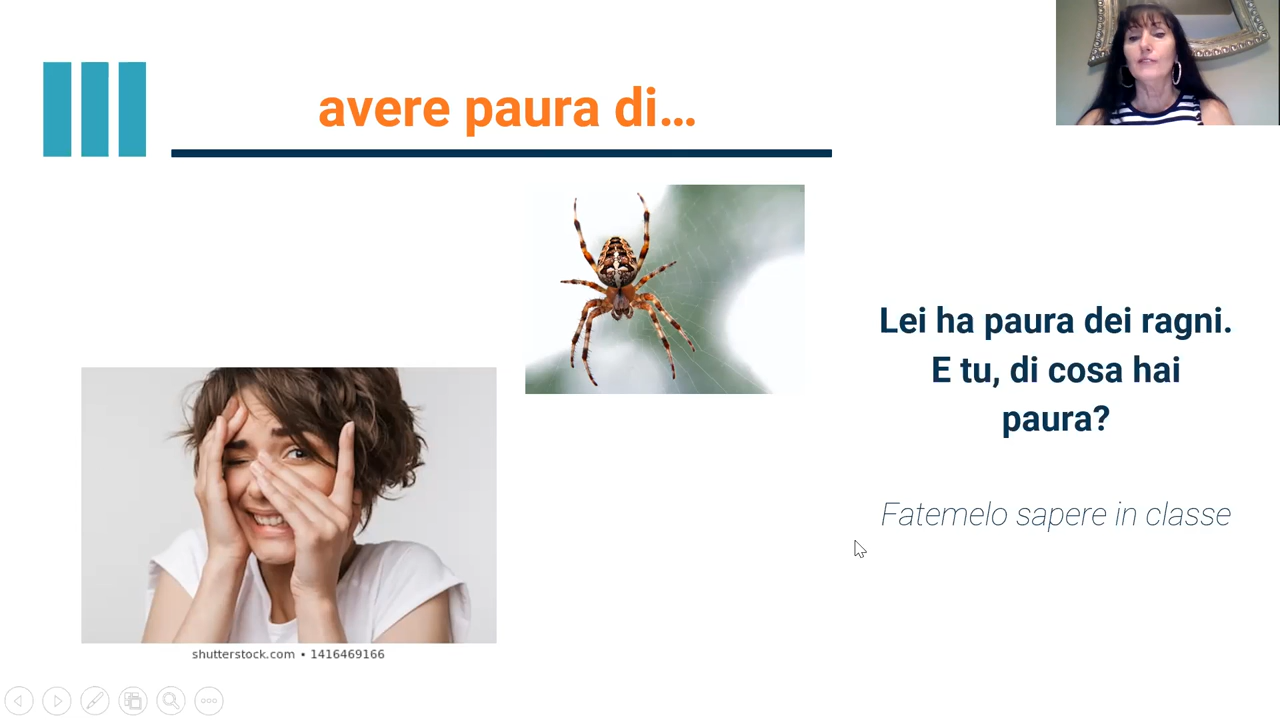 avere paura di...
Lei ha paura dei ragni.
E tu, di cosa hai
paura?
Fatemelo sapere in classe
shutterstock.com • 1416469166